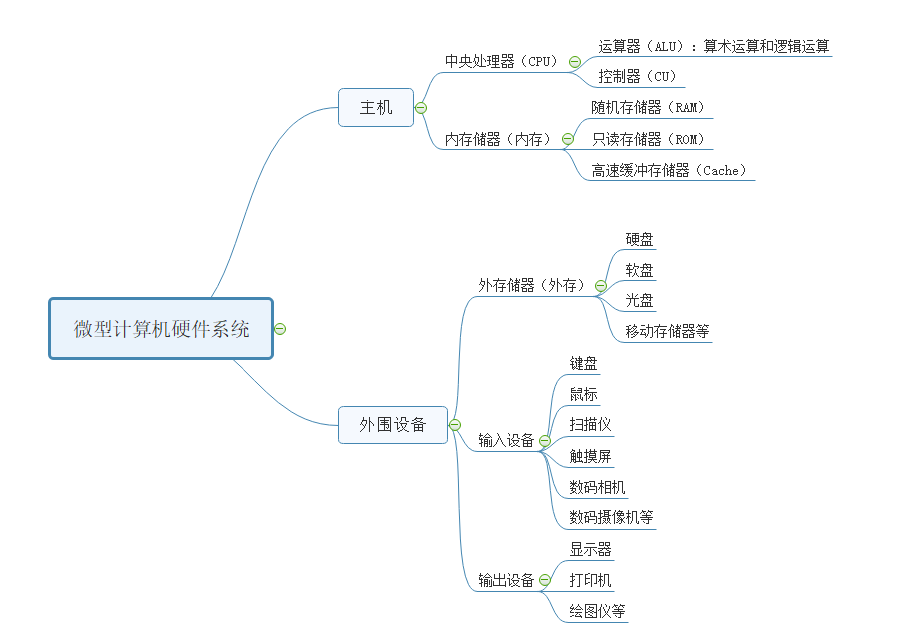 微型计算机硬件系统
主机
中央处理器（CPU）
运算器（ALU）：算术运算和逻辑运算
控制器（CU）
内存储器（内存）
随机存储器（RAM）
只读存储器（ROM）
高速缓冲存储器（Cache）
外围设备
外存储器（外存）
硬盘
软盘
光盘
移动存储器等
输入设备
键盘
鼠标
扫描仪
触摸屏
数码相机
数码摄像机等
输出设备
显示器
打印机
绘图仪等